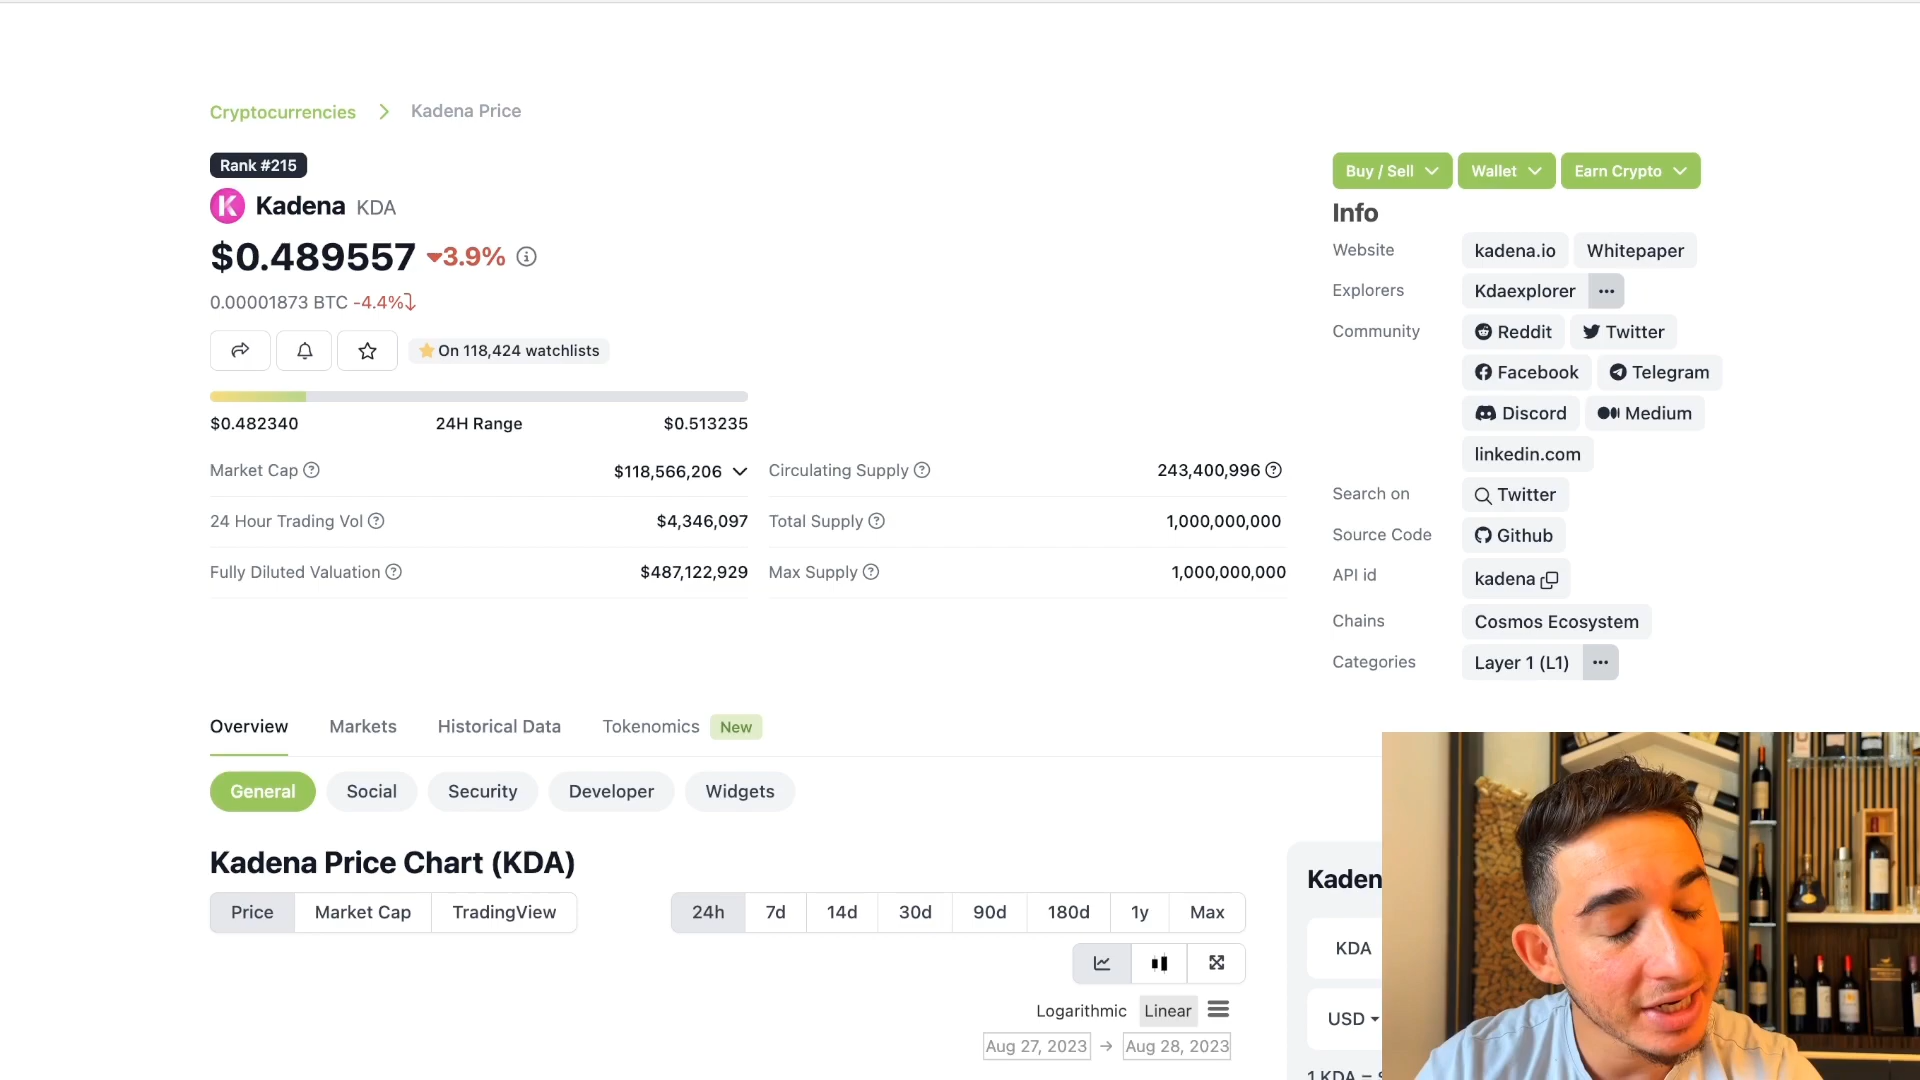 Cryptocurrencies > Kadena Price
Rank #215
K Kadena KDA
$0.489557 3.9%
0.00001873 BTC -4.4%
On 118,424 watchlists
$0.482340 24H Range $0.513235
Market Cap $118,566,206
24 Hour Trading Vol $4,346,097
Fully Diluted Valuation $487,122,929
Circulating Supply 243,400,996
Total Supply 1,000,000,000
Max Supply 1,000,000,000
Buy / Sell Wallet Earn Crypto
Info
Website kadena.io Whitepaper
Explorers Kdaexplorer ...
Community Reddit Twitter
Facebook Telegram
Discord Medium
linkedin.com
Search on Twitter
Source Code Github
API id kadena
Chains Cosmos Ecosystem
Categories Layer 1 (L1) ...
Overview Markets Historical Data Tokenomics New
General Social Security Developer Widgets
Kadena Price Chart (KDA)
Price Market Cap TradingView
24h 7d 14d 30d 90d 180d 1y Max
Logarithmic Linear
Aug 27, 2023 → Aug 28, 2023
Kaden
KDA
USD
1 KDA =